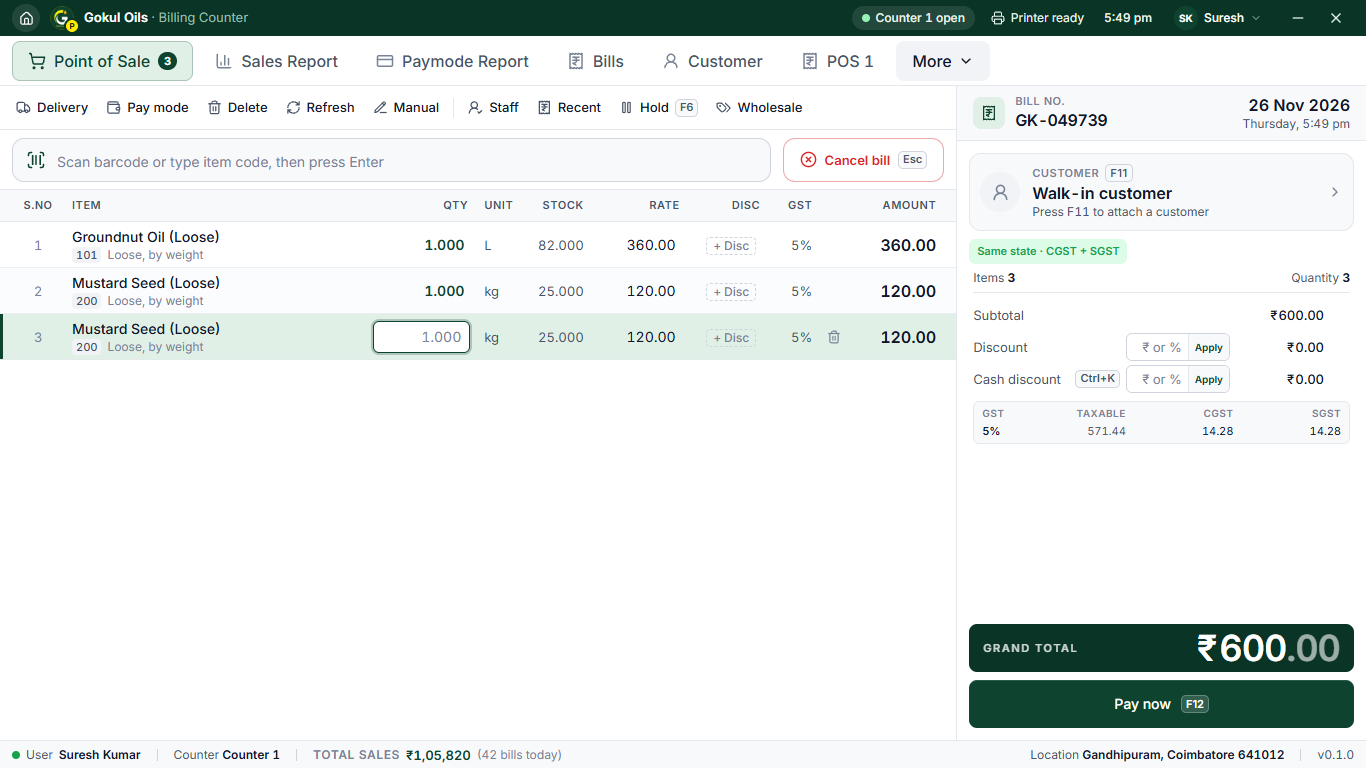 Gokul Oils · Billing Counter
Counter 1 open
Printer ready
5:49 pm
SK Suresh
Point of Sale 3
Sales Report
Paymode Report
Bills
Customer
POS 1
More
Delivery
Pay mode
Delete
Refresh
Manual
Staff
Recent
Hold F6
Wholesale
Scan barcode or type item code, then press Enter
Cancel bill Esc
S.NO ITEM QTY UNIT STOCK RATE DISC GST AMOUNT
1 Groundnut Oil (Loose) 1.000 L 82.000 360.00 + Disc 5% 360.00
101 Loose, by weight
2 Mustard Seed (Loose) 1.000 kg 25.000 120.00 + Disc 5% 120.00
200 Loose, by weight
3 Mustard Seed (Loose) 1.000 kg 25.000 120.00 + Disc 5% 120.00
200 Loose, by weight
BILL NO.
GK-049739
26 Nov 2026
Thursday, 5:49 pm
CUSTOMER F11
Walk-in customer
Press F11 to attach a customer
Same state · CGST + SGST
Items 3 Quantity 3
Subtotal ₹600.00
Discount ₹ or % Apply ₹0.00
Cash discount Ctrl+K ₹ or % Apply ₹0.00
GST TAXABLE CGST SGST
5% 571.44 14.28 14.28
GRAND TOTAL ₹600.00
Pay now F12
User Suresh Kumar
Counter Counter 1
TOTAL SALES ₹1,05,820 (42 bills today)
Location Gandhipuram, Coimbatore 641012
v0.1.0